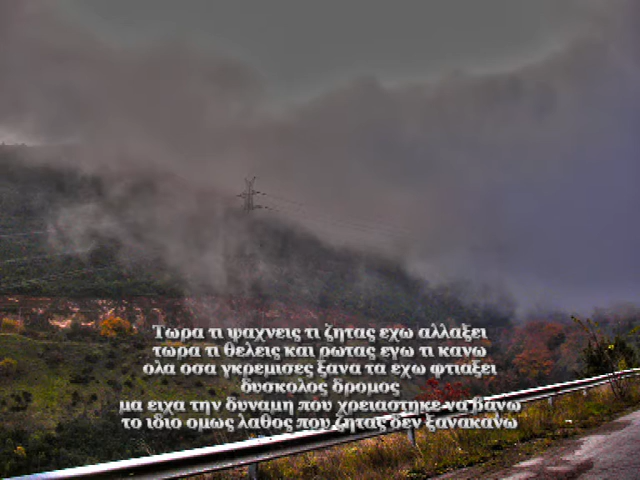 Τωρα τι ψαχνεις τι ζητας εχω αλλαξει
τωρα τι θελεις και ρωτας εγω τι κανω
ολα οσα γκρεμισες ξανα τα εχω φτιαξει
δυσκολος δρομος
μα ειχα την δυναμη που χρειαστηκε να βανω
το ιδιο ομως λαθος που ζητας δεν ξανακανω